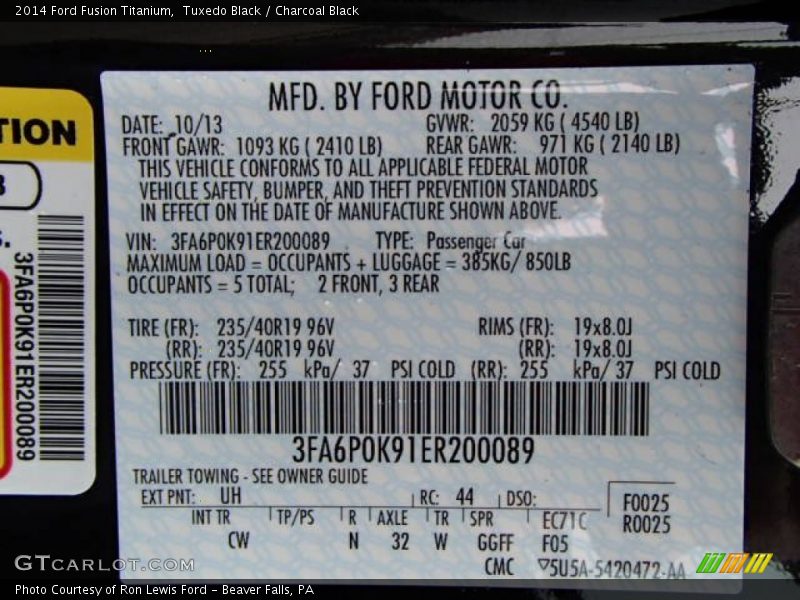 2014 Ford Fusion Titanium,  Tuxedo Black / Charcoal Black
TION
3FA6P0K91ER200089
MFD. BY FORD MOTOR CO.
DATE: 10/13 GVWR: 2059 KG ( 4540 LB)
FRONT GAWR: 1093 KG ( 2410 LB) REAR GAWR: 971 KG ( 2140 LB)
THIS VEHICLE CONFORMS TO ALL APPLICABLE FEDERAL MOTOR
VEHICLE SAFETY, BUMPER, AND THEFT PREVENTION STANDARDS
IN EFFECT ON THE DATE OF MANUFACTURE SHOWN ABOVE.
VIN: 3FA6P0K91ER200089 TYPE: Passenger Car
MAXIMUM LOAD = OCCUPANTS + LUGGAGE = 385KG/ 850LB
OCCUPANTS = 5 TOTAL; 2 FRONT, 3 REAR
TIRE (FR): 235/40R19 96V RIMS (FR): 19x8.0J
(RR): 235/40R19 96V (RR): 19x8.0J
PRESSURE (FR): 255 kPa/ 37 PSI COLD (RR): 255 kPa/ 37 PSI COLD
3FA6P0K91ER200089
TRAILER TOWING - SEE OWNER GUIDE
EXT PNT: UH RC: 44 DSO: F0025
INT TR TP/PS R AXLE TR SPR EC71C R0025
CW N 32 W GGFF F05
CMC ▽5U5A-5420472-AA
GTCARLOT.COM
Photo Courtesy of Ron Lewis Ford - Beaver Falls, PA